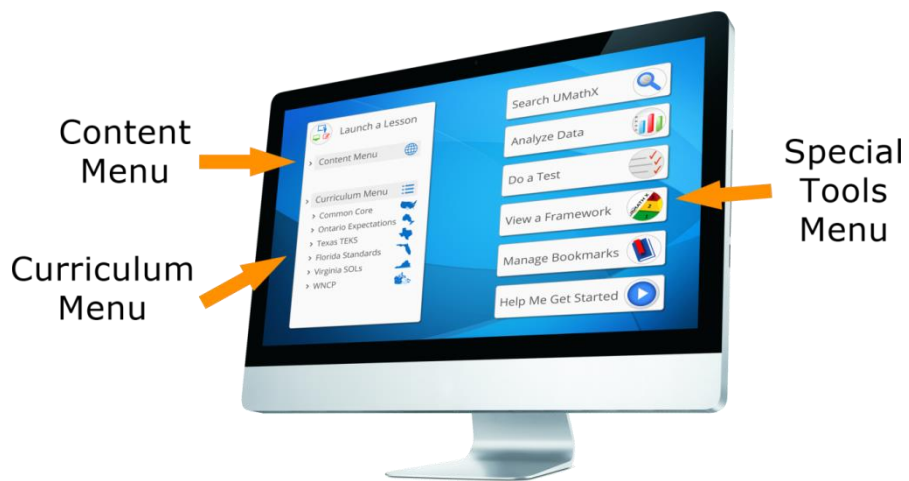 Content
Menu
Curriculum
Menu
Launch a Lesson
Content Menu
Curriculum Menu
Common Core
Ontario Expectations
Texas TEKS
Florida Standards
Virginia SOLs
WNCP
Search UMathX
Analyze Data
Do a Test
View a Framework
Manage Bookmarks
Help Me Get Started
Special
Tools
Menu